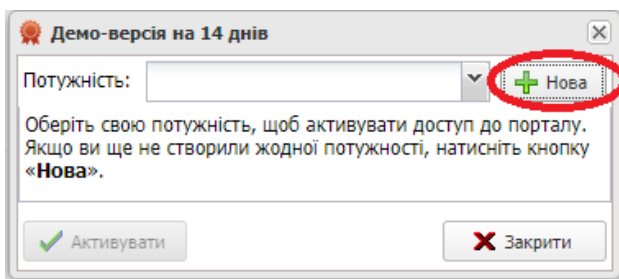 Демо-версія на 14 днів
Потужність: Нова
Оберіть свою потужність, щоб активувати доступ до порталу.
Якщо ви ще не створили жодної потужності, натисніть кнопку
«Нова».
Активувати Закрити